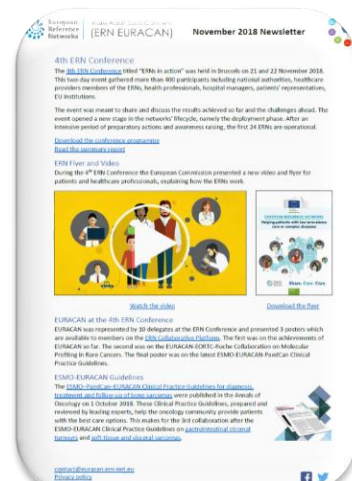 European
Reference
Networks
(ERN EURACAN)
November 2018 Newsletter
4th ERN Conference
The 4th ERN Conference titled "ERNs in action" was held in Brussels on 21 and 22 November 2018.
This two-day event gathered more than 400 participants including national authorities, healthcare
providers members of the ERNs, health professionals, hospital managers, patients' representatives,
EU institutions.
The event was meant to share and discuss the results achieved so far and the challenges ahead. The
event opened a new stage in the networks' lifecycle, namely the deployment phase. After an
intensive period of preparatory actions and awareness raising, the first 24 ERNs are operational.
Download the conference programme
Read the summary report
ERN Flyer and Video
During the 4th ERN Conference the European Commission presented a new video and flyer for
patients and healthcare professionals, explaining how the ERNs work.
EUROPEAN REFERENCE NETWORKS
Helping patients with low prevalence
rare or complex diseases
Share. Care. Cure.
Watch the video
Download the flyer
EURACAN at the 4th ERN Conference
EURACAN was represented by 10 delegates at the ERN Conference and presented 3 posters which
are available to members on the ERN Collaborative Platform. The first was on the achievements of
EURACAN so far. The second was on the EURACAN-EORTC-Roche Collaboration on Molecular
Profiling in Rare Cancers. The final poster was on the latest ESMO-EURACAN-PaedCan Clinical
Practice Guidelines.
ESMO-EURACAN Guidelines
The ESMO–PaedCan–EURACAN Clinical Practice Guidelines for diagnosis,
treatment and follow-up of bone sarcomas were published in the Annals of
Oncology on 1 October 2018. These Clinical Practice Guidelines, prepared and
reviewed by leading experts, help the oncology community provide patients
with the best care options. This makes for the 3rd collaboration after the
ESMO-EURACAN Clinical Practice Guidelines on gastrointestinal stromal
tumours and soft tissue and visceral sarcomas.
contact@euracan.ern-net.eu
Privacy policy